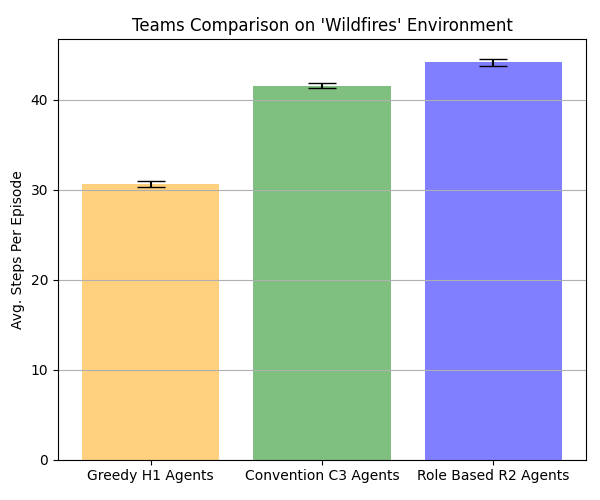 Teams Comparison on 'Wildfires' Environment
Avg. Steps Per Episode
40
30
20
10
0
Greedy H1 Agents
Convention C3 Agents
Role Based R2 Agents